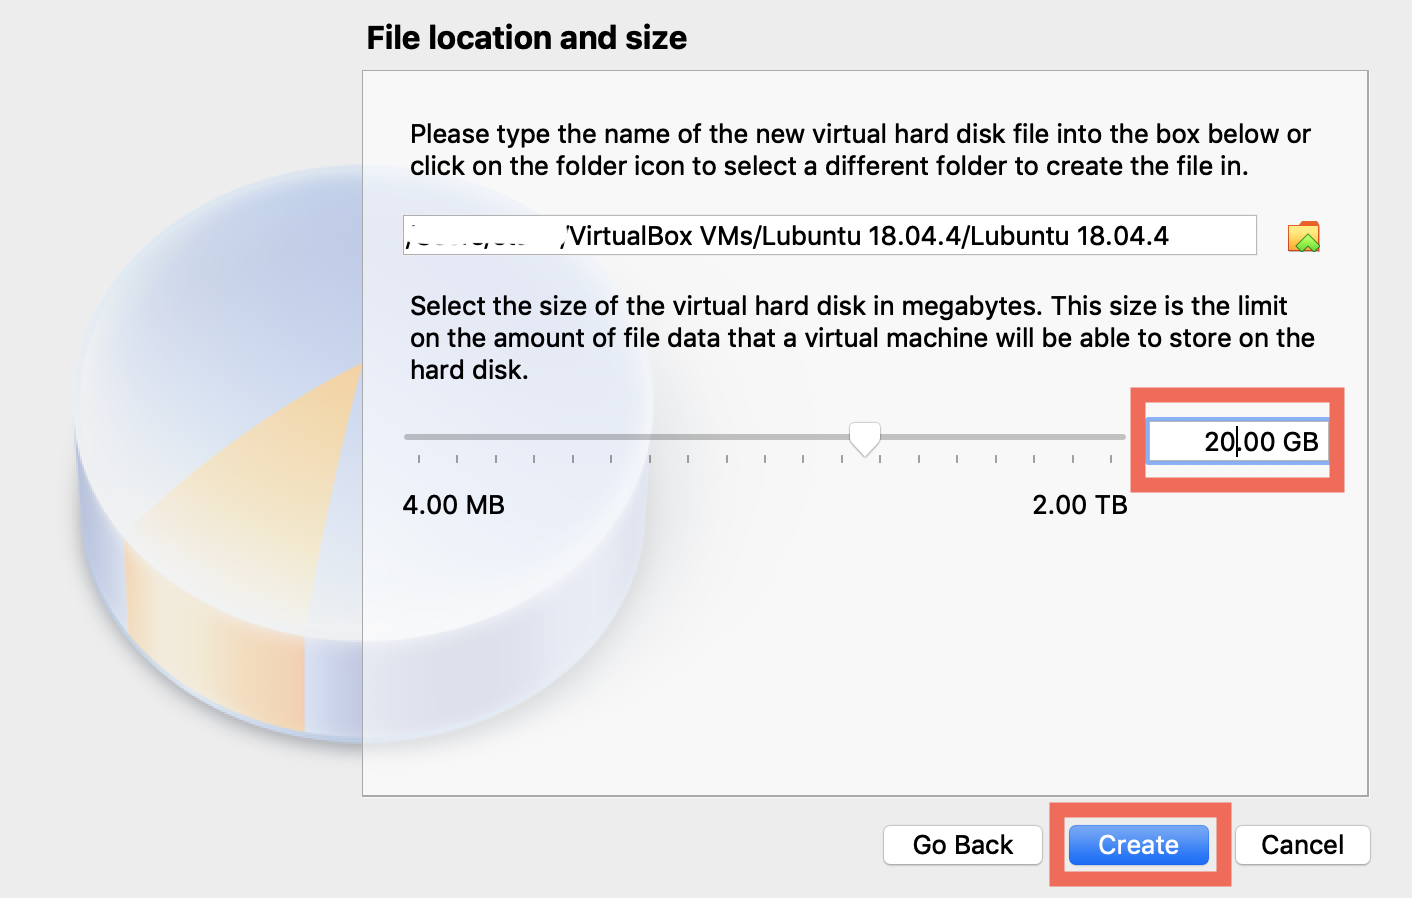 File location and size
Please type the name of the new virtual hard disk file into the box below or
click on the folder icon to select a different folder to create the file in.
/VirtualBox VMs/Lubuntu 18.04.4/Lubuntu 18.04.4
Select the size of the virtual hard disk in megabytes. This size is the limit
on the amount of file data that a virtual machine will be able to store on the
hard disk.
20.00 GB
4.00 MB 2.00 TB
Go Back Create Cancel